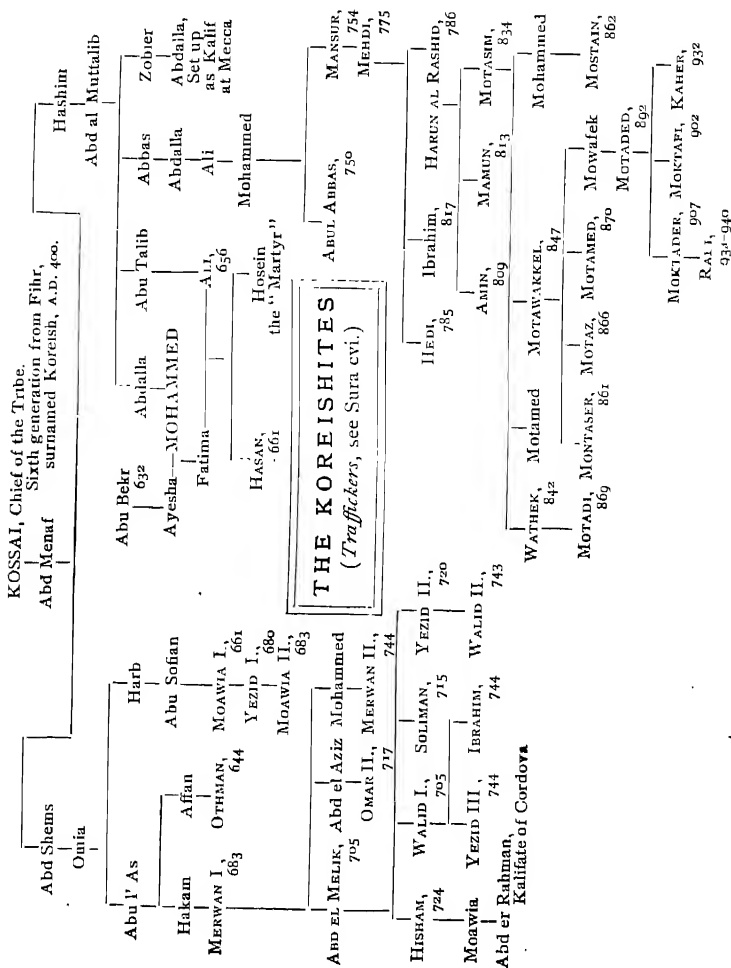 KOSSAI, Chief of the Tribe.
Sixth generation from Fihr,
surnamed Koreish, A.D. 400.
Abd Menaf
Abd Shems
Hashim
Omia
Abd al Muttalib
Abu l' As
Harb
Hakam
Affan
Abu Sofian
MERWAN I.,
683
OTHMAN,
644
MOAWIA I.,
661
YEZID I.,
680
MOAWIA II.,
683
ABD EL MELIK,
705
Abd el Aziz
Mohammed
OMAR II.,
717
MERWAN II.,
744
HISHAM,
724
WALID I.,
705
SOLIMAN,
715
YEZID II.,
720
Moawia
YEZID III.,
744
IBRAHIM,
744
WALID II.,
743
Abd er Rahman,
Kalifate of Cordova
Abu Bekr
632
Abdalla
Abu Talib
Abbas
Zobier
Ayesha—MOHAMMED
Abdalla
Abdalla,
Set up
as Kalif
at Mecca
Fatima
ALI,
656
Ali
HASAN,
661
Hosein
the "Martyr"
Mohammed
THE KOREISHITES
(Traffickers, see Sura cvi.)
ABUL ABBAS,
750
MANSUR,
754
MEHDI,
775
HEDI,
785
Ibrahim,
817
HARUN AL RASHID,
786
AMIN,
809
MAMUN,
813
MOTASIM,
834
WATHEK,
842
Motamed
MOTAWAKKEL,
847
Mohammed
MOTADI,
869
MONTASER,
861
MOTAZ,
866
MOTAMED,
870
Mowafek
MOSTAIN,
862
MOTADED,
892
MOKTADER,
907
MOKTAFI,
902
KAHER,
932